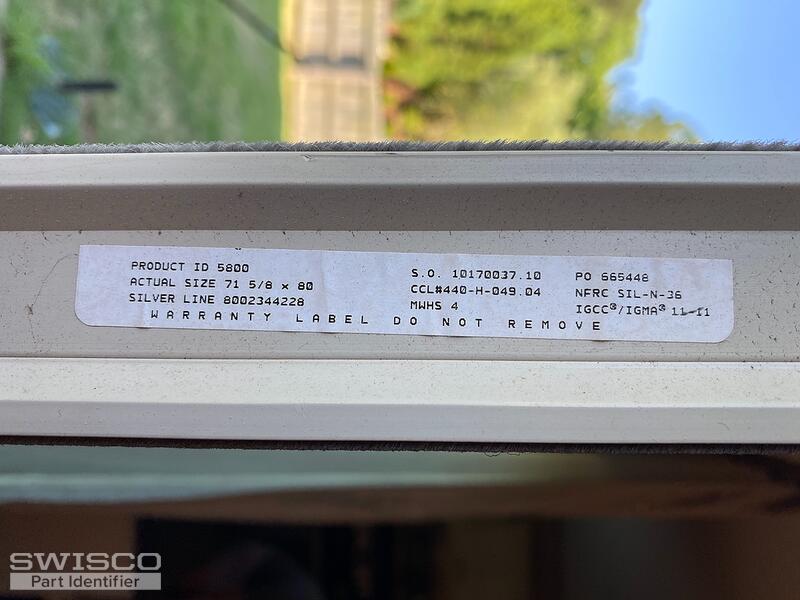 PRODUCT ID 5800
ACTUAL SIZE 71 5/8 x 80
SILVER LINE 8002344228
S.O. 10170037.10
CCL#440-H-049.04
MWHS 4
PO 665448
NFRC SIL-N-36
IGCC®/IGMA® 11-11
WARRANTY LABEL DO NOT REMOVE
SWISCO
Part Identifier